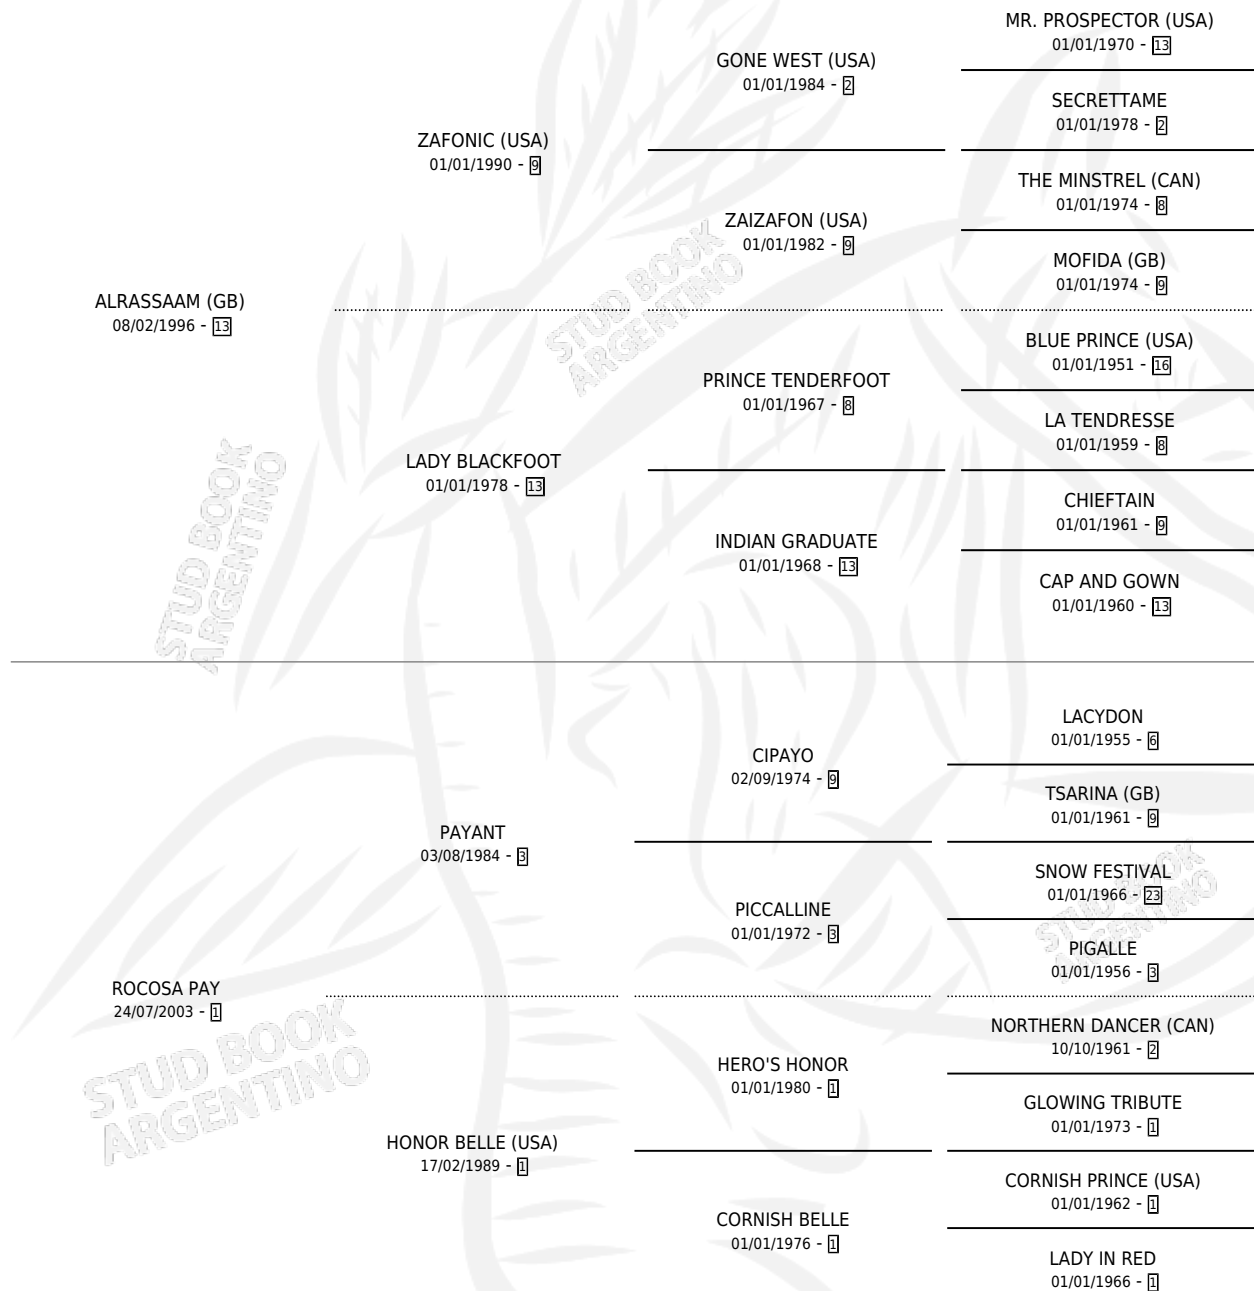 MR. PROSPECTOR (USA)
01/01/1970 - 13
GONE WEST (USA)
01/01/1984 - 2
SECRETTAME
01/01/1978 - 2
ZAFONIC (USA)
01/01/1990 - 9
THE MINSTREL (CAN)
01/01/1974 - 8
ZAIZAFON (USA)
01/01/1982 - 9
MOFIDA (GB)
01/01/1974 - 9
ALRASSAAM (GB)
08/02/1996 - 13
STUD BOOK
ARGENTINO
BLUE PRINCE (USA)
01/01/1951 - 16
PRINCE TENDERFOOT
01/01/1967 - 8
LA TENDRESSE
01/01/1959 - 8
LADY BLACKFOOT
01/01/1978 - 13
CHIEFTAIN
01/01/1961 - 9
INDIAN GRADUATE
01/01/1968 - 13
CAP AND GOWN
01/01/1960 - 13
STUD BOOK
ARGENTINO
LACYDON
01/01/1955 - 6
CIPAYO
02/09/1974 - 9
TSARINA (GB)
01/01/1961 - 9
PAYANT
03/08/1984 - 3
SNOW FESTIVAL
01/01/1966 - 23
PICCALLINE
01/01/1972 - 3
PIGALLE
01/01/1956 - 3
STUD BOOK
ARGENTINO
ROCOSA PAY
24/07/2003 - 1
NORTHERN DANCER (CAN)
10/10/1961 - 2
HERO'S HONOR
01/01/1980 - 1
GLOWING TRIBUTE
01/01/1973 - 1
STUD BOOK
ARGENTINO
HONOR BELLE (USA)
17/02/1989 - 1
CORNISH PRINCE (USA)
01/01/1962 - 1
CORNISH BELLE
01/01/1976 - 1
LADY IN RED
01/01/1966 - 1